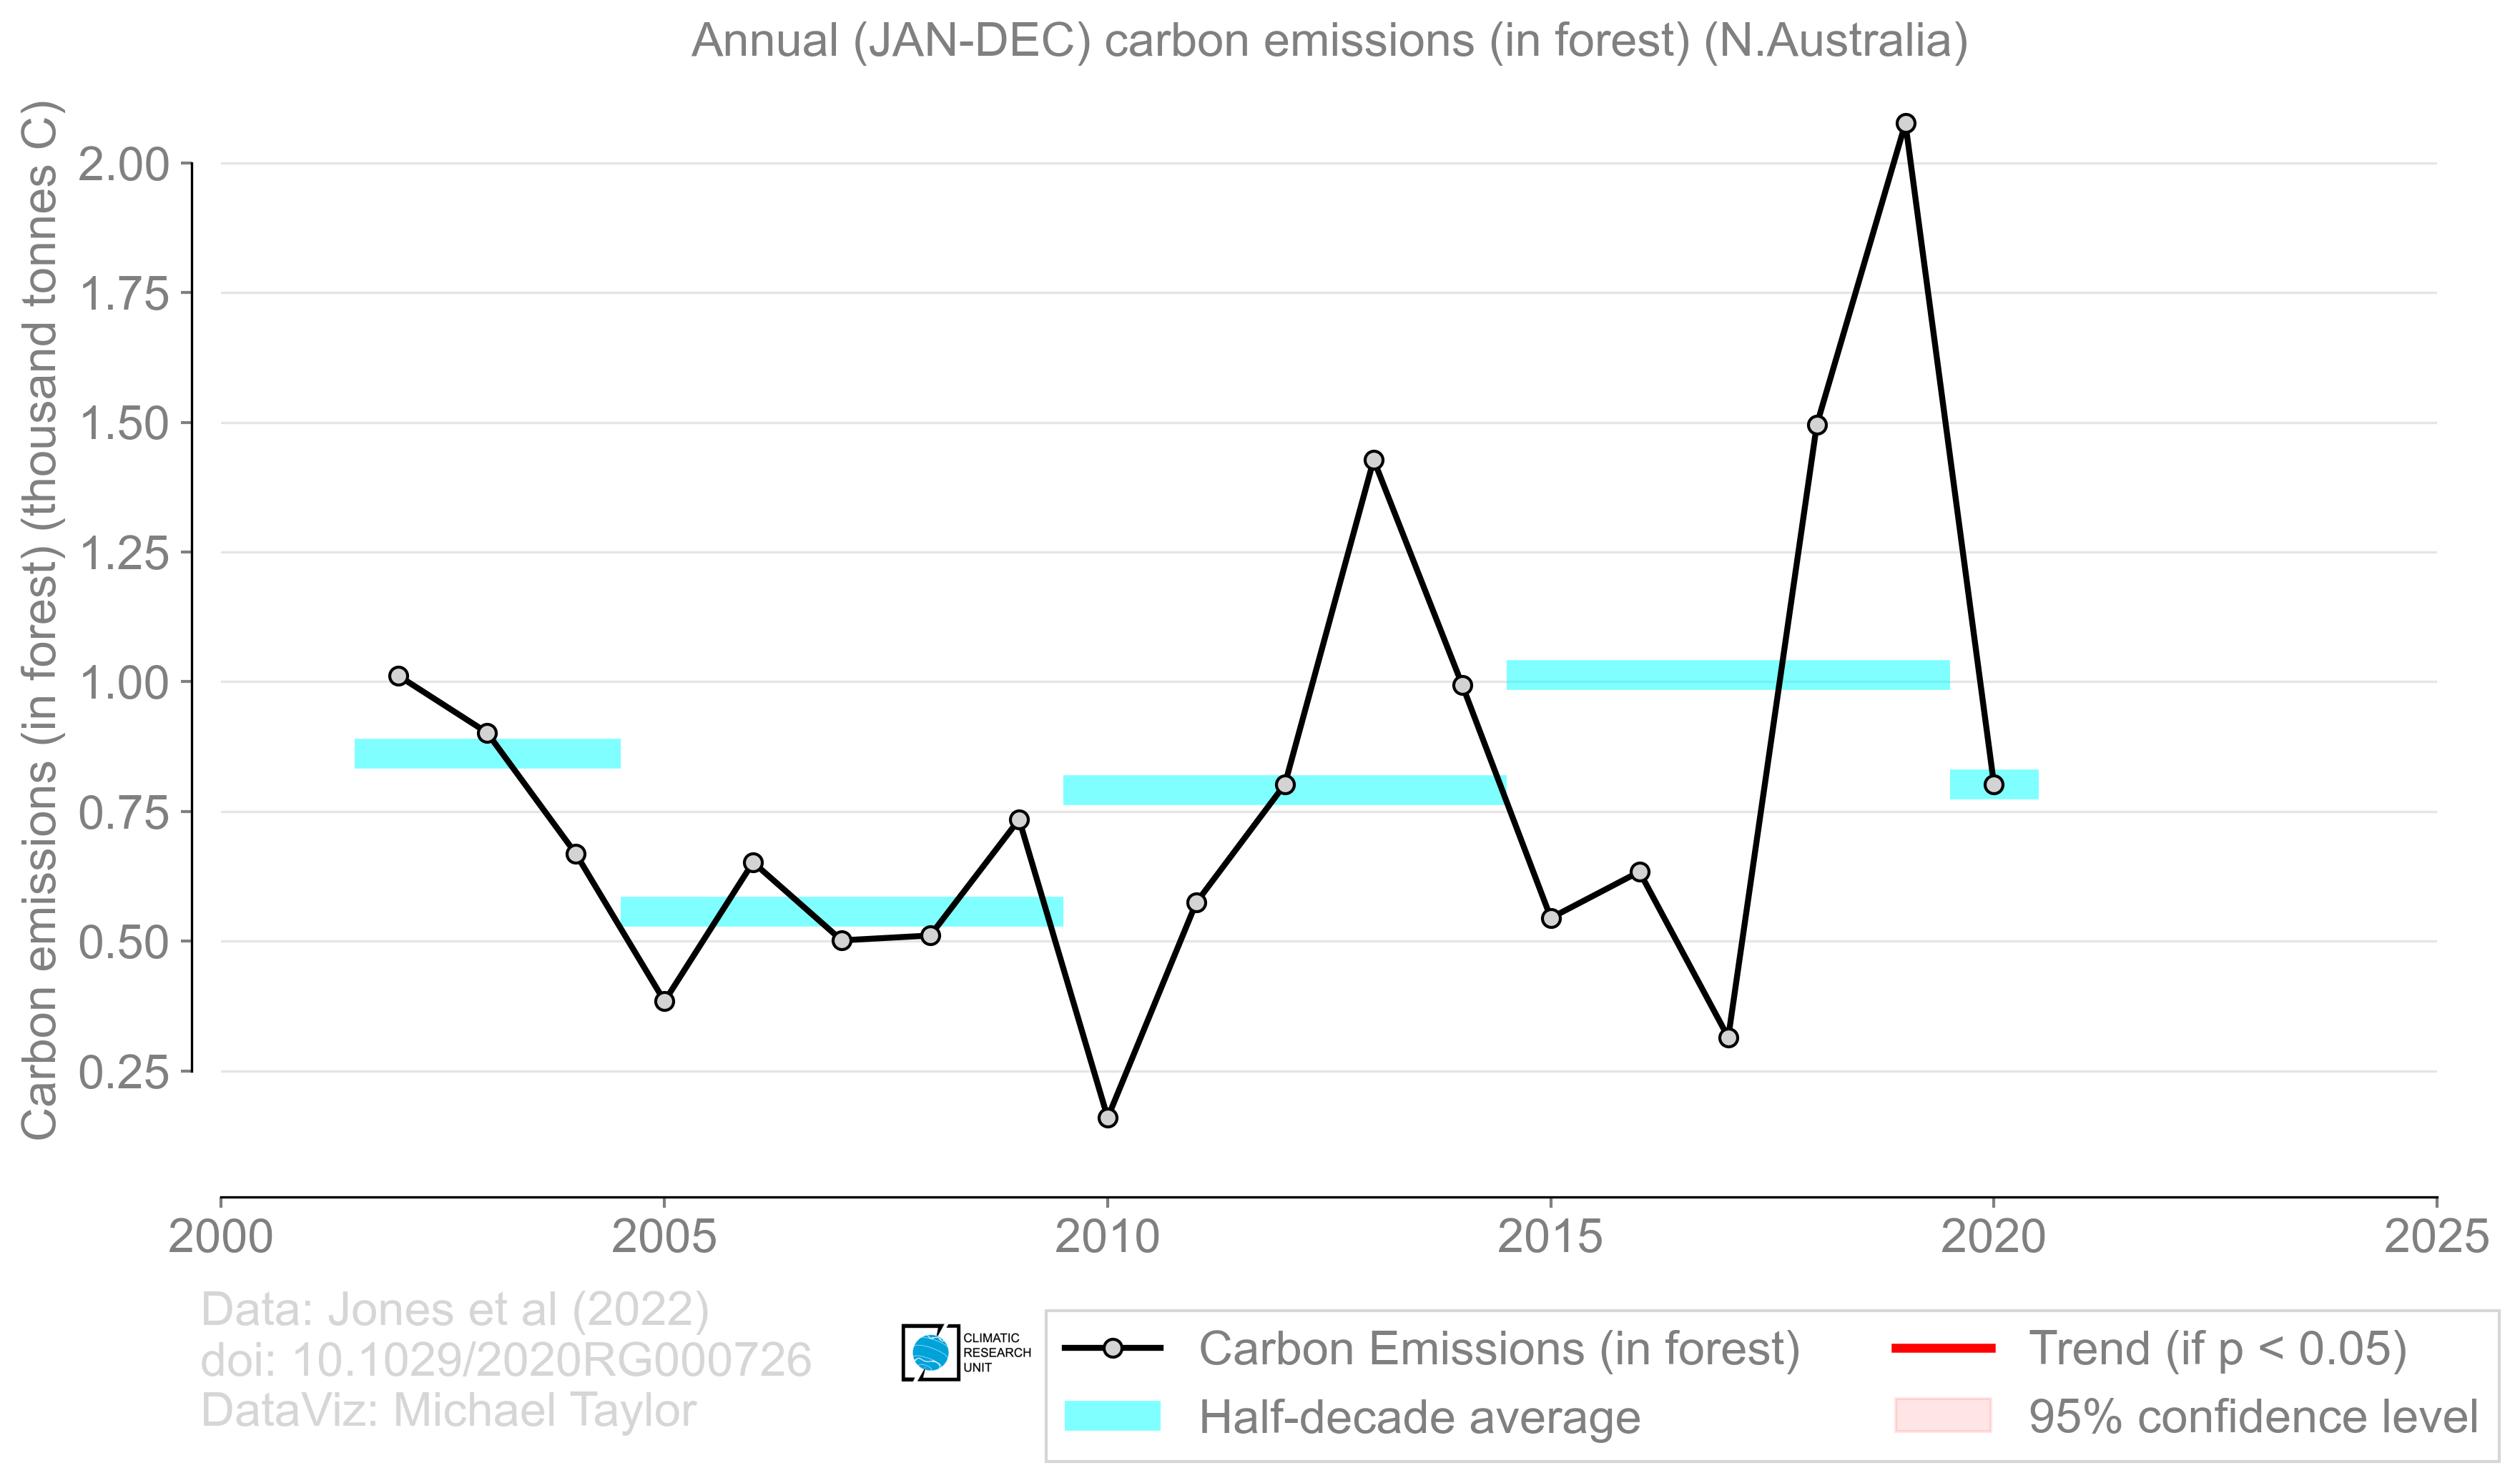 Annual (JAN-DEC) carbon emissions (in forest) (N.Australia)
Carbon emissions (in forest) (thousand tonnes C)
2.00
1.75
1.50
1.25
1.00
0.75
0.50
0.25
2000 2005 2010 2015 2020 2025
Data: Jones et al (2022)
doi: 10.1029/2020RG000726
DataViz: Michael Taylor
CLIMATIC
RESEARCH
UNIT
Carbon Emissions (in forest)
Half-decade average
Trend (if p < 0.05)
95% confidence level